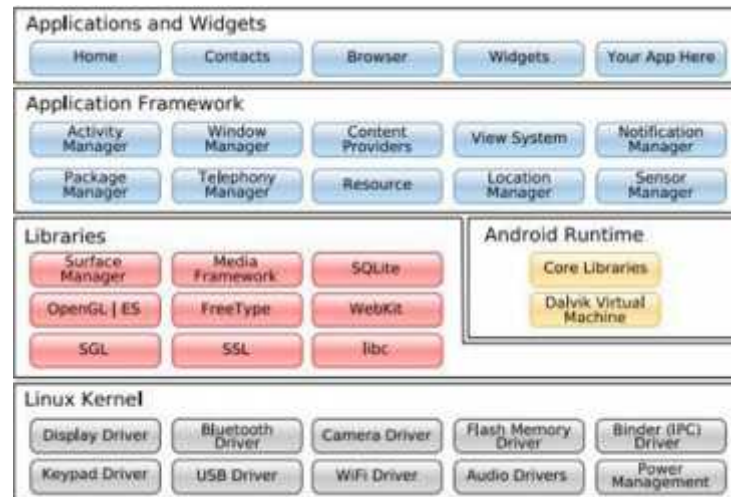 Applications and Widgets
Home
Contacts
Browser
Widgets
Your App Here
Application Framework
Activity
Manager
Window
Manager
Content
Providers
View System
Notification
Manager
Package
Manager
Telephony
Manager
Resource
Location
Manager
Sensor
Manager
Libraries
Surface
Manager
Media
Framework
SQLite
OpenGL | ES
FreeType
WebKit
SGL
SSL
libc
Android Runtime
Core Libraries
Dalvik Virtual
Machine
Linux Kernel
Display Driver
Bluetooth
Driver
Camera Driver
Flash Memory
Driver
Binder (IPC)
Driver
Keypad Driver
USB Driver
WiFi Driver
Audio Drivers
Power
Management